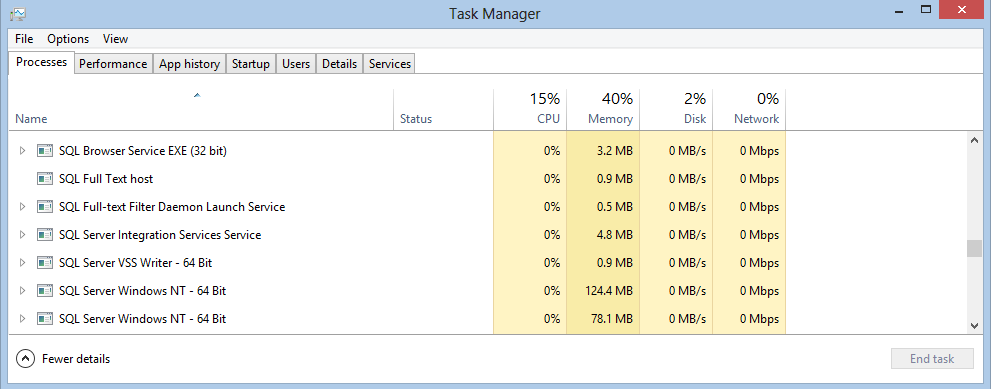 Task Manager
File Options View
Processes Performance App history Startup Users Details Services
15% 40% 2% 0%
Name Status CPU Memory Disk Network
SQL Browser Service EXE (32 bit) 0% 3.2 MB 0 MB/s 0 Mbps
SQL Full Text host 0% 0.9 MB 0 MB/s 0 Mbps
SQL Full-text Filter Daemon Launch Service 0% 0.5 MB 0 MB/s 0 Mbps
SQL Server Integration Services Service 0% 4.8 MB 0 MB/s 0 Mbps
SQL Server VSS Writer - 64 Bit 0% 0.9 MB 0 MB/s 0 Mbps
SQL Server Windows NT - 64 Bit 0% 124.4 MB 0 MB/s 0 Mbps
SQL Server Windows NT - 64 Bit 0% 78.1 MB 0 MB/s 0 Mbps
Fewer details End task